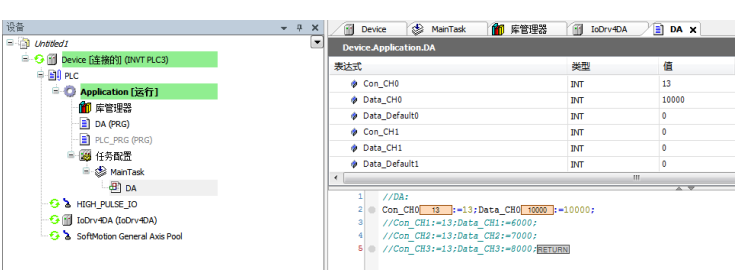 设备
Untitled1
Device [连接的] (INVT PLC3)
PLC
Application [运行]
库管理器
DA (PRG)
PLC_PRG (PRG)
任务配置
MainTask
DA
HIGH_PULSE_IO
IoDrv4DA (IoDrv4DA)
SoftMotion General Axis Pool
Device MainTask 库管理器 IoDrv4DA DA X
Device.Application.DA
表达式 类型 值
Con_CH0 INT 13
Data_CH0 INT 10000
Data_Default0 INT 0
Con_CH1 INT 0
Data_CH1 INT 0
Data_Default1 INT 0
1 //DA:
2 Con_CH0 13 :=13;Data_CH0 10000 :=10000;
3 //Con_CH1:=13;Data_CH1:=6000;
4 //Con_CH2:=13;Data_CH2:=7000;
5 //Con_CH3:=13;Data_CH3:=8000;RETURN